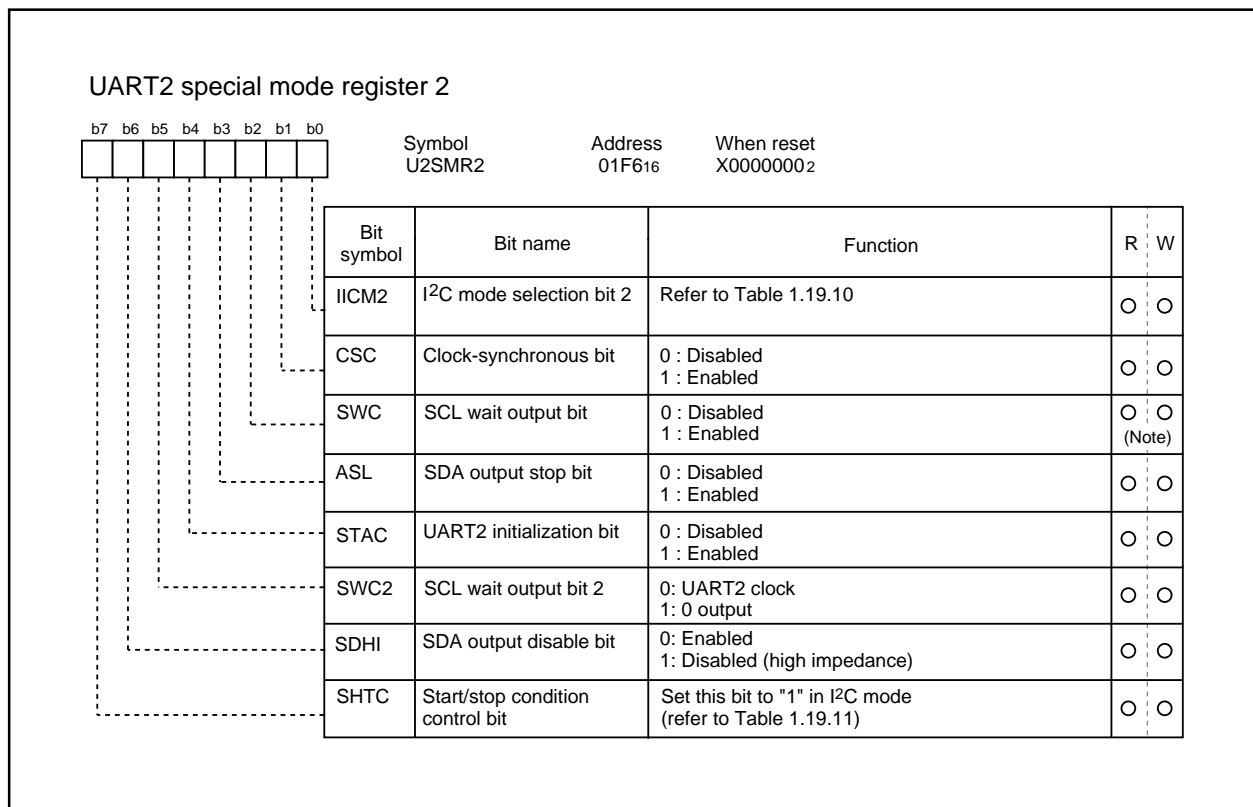 UART2 special mode register 2
b7 b6 b5 b4 b3 b2 b1 b0
Symbol Address When reset
U2SMR2 01F616 X00000002
Bit symbol Bit name Function R W
IICM2 I2C mode selection bit 2 Refer to Table 1.19.10 O O
CSC Clock-synchronous bit 0 : Disabled
1 : Enabled O O
SWC SCL wait output bit 0 : Disabled
1 : Enabled O O
(Note)
ASL SDA output stop bit 0 : Disabled
1 : Enabled O O
STAC UART2 initialization bit 0 : Disabled
1 : Enabled O O
SWC2 SCL wait output bit 2 0: UART2 clock
1: 0 output O O
SDHI SDA output disable bit 0: Enabled
1: Disabled (high impedance) O O
SHTC Start/stop condition control bit Set this bit to "1" in I2C mode
(refer to Table 1.19.11) O O